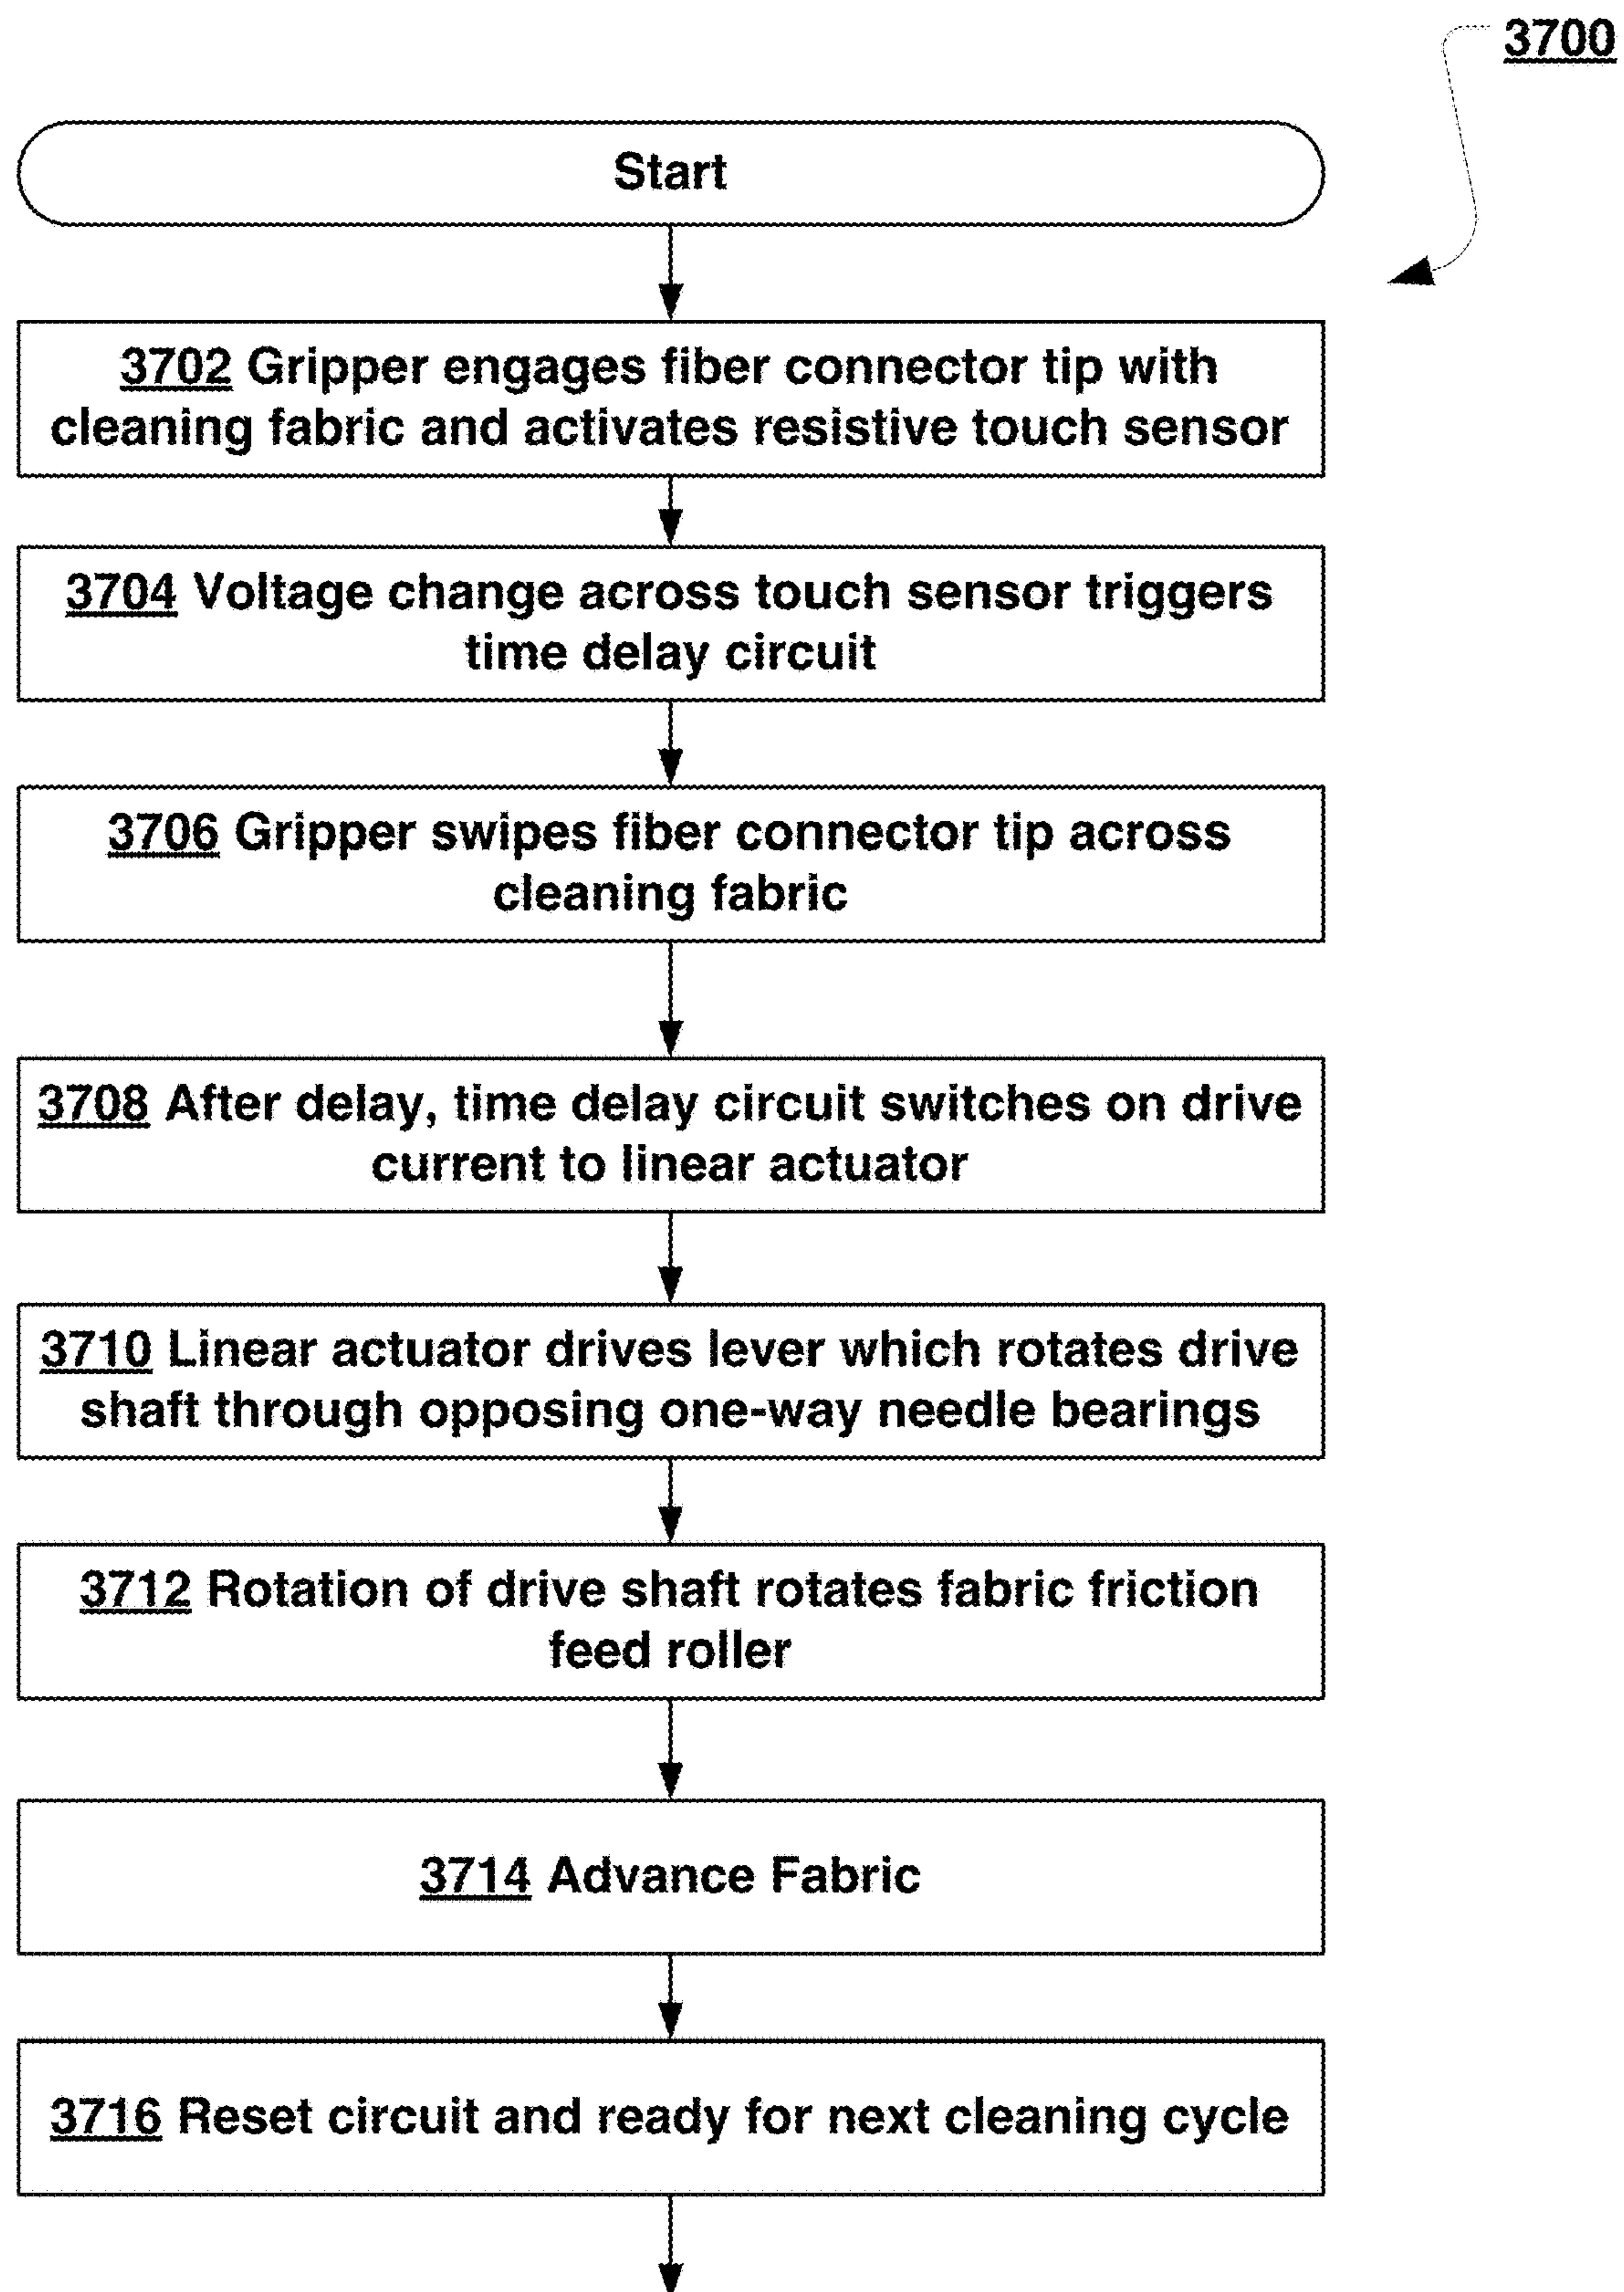 3700
Start
3702 Gripper engages fiber connector tip with
cleaning fabric and activates resistive touch sensor
3704 Voltage change across touch sensor triggers
time delay circuit
3706 Gripper swipes fiber connector tip across
cleaning fabric
3708 After delay, time delay circuit switches on drive
current to linear actuator
3710 Linear actuator drives lever which rotates drive
shaft through opposing one-way needle bearings
3712 Rotation of drive shaft rotates fabric friction
feed roller
3714 Advance Fabric
3716 Reset circuit and ready for next cleaning cycle